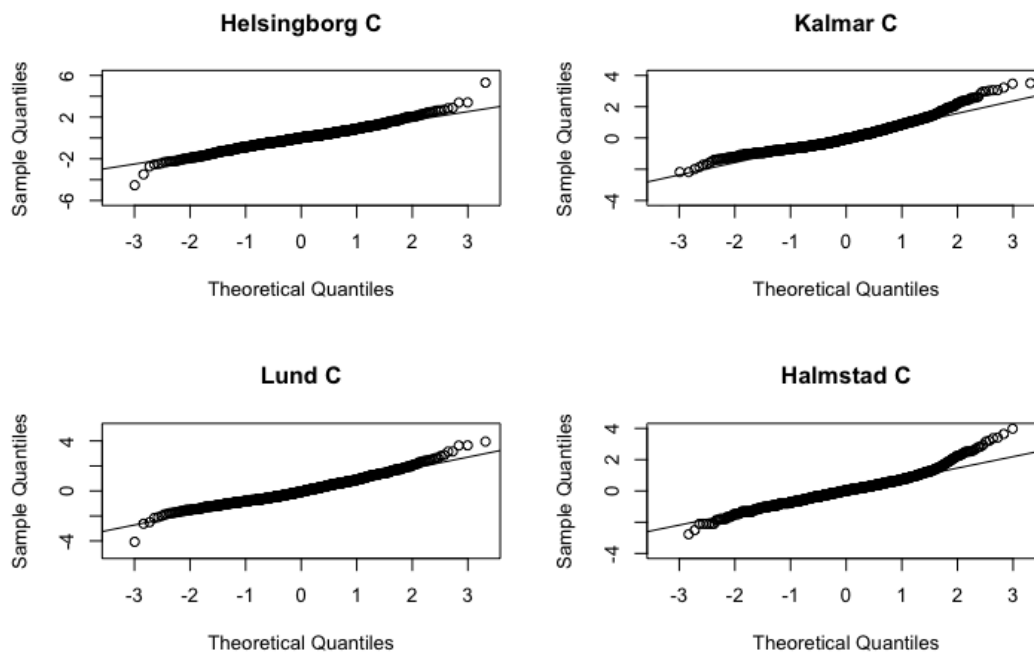 Helsingborg C
Sample Quantiles
6
2
-2
-6
-3 -2 -1 0 1 2 3
Theoretical Quantiles
Kalmar C
Sample Quantiles
4
2
0
-4
-3 -2 -1 0 1 2 3
Theoretical Quantiles
Lund C
Sample Quantiles
4
0
-4
-3 -2 -1 0 1 2 3
Theoretical Quantiles
Halmstad C
Sample Quantiles
4
2
0
-4
-3 -2 -1 0 1 2 3
Theoretical Quantiles